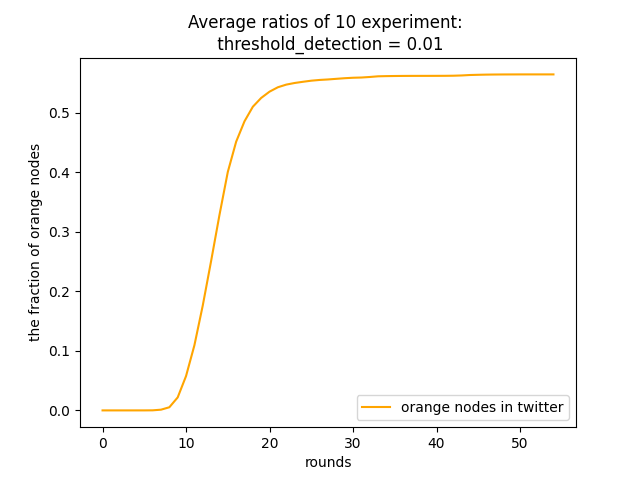 Average ratios of 10 experiment:
threshold_detection = 0.01
the fraction of orange nodes
0.5
0.4
0.3
0.2
0.1
0.0
orange nodes in twitter
0 10 20 30 40 50
rounds